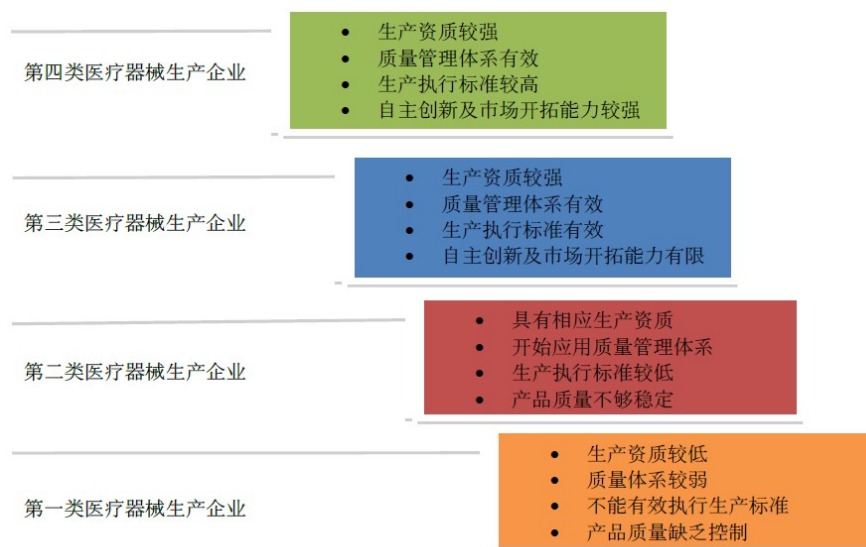 第四类医疗器械生产企业
• 生产资质较强
• 质量管理体系有效
• 生产执行标准较高
• 自主创新及市场开拓能力较强
第三类医疗器械生产企业
• 生产资质较强
• 质量管理体系有效
• 生产执行标准有效
• 自主创新及市场开拓能力有限
第二类医疗器械生产企业
• 具有相应生产资质
• 开始应用质量管理体系
• 生产执行标准较低
• 产品质量不够稳定
第一类医疗器械生产企业
• 生产资质较低
• 质量体系较弱
• 不能有效执行生产标准
• 产品质量缺乏控制